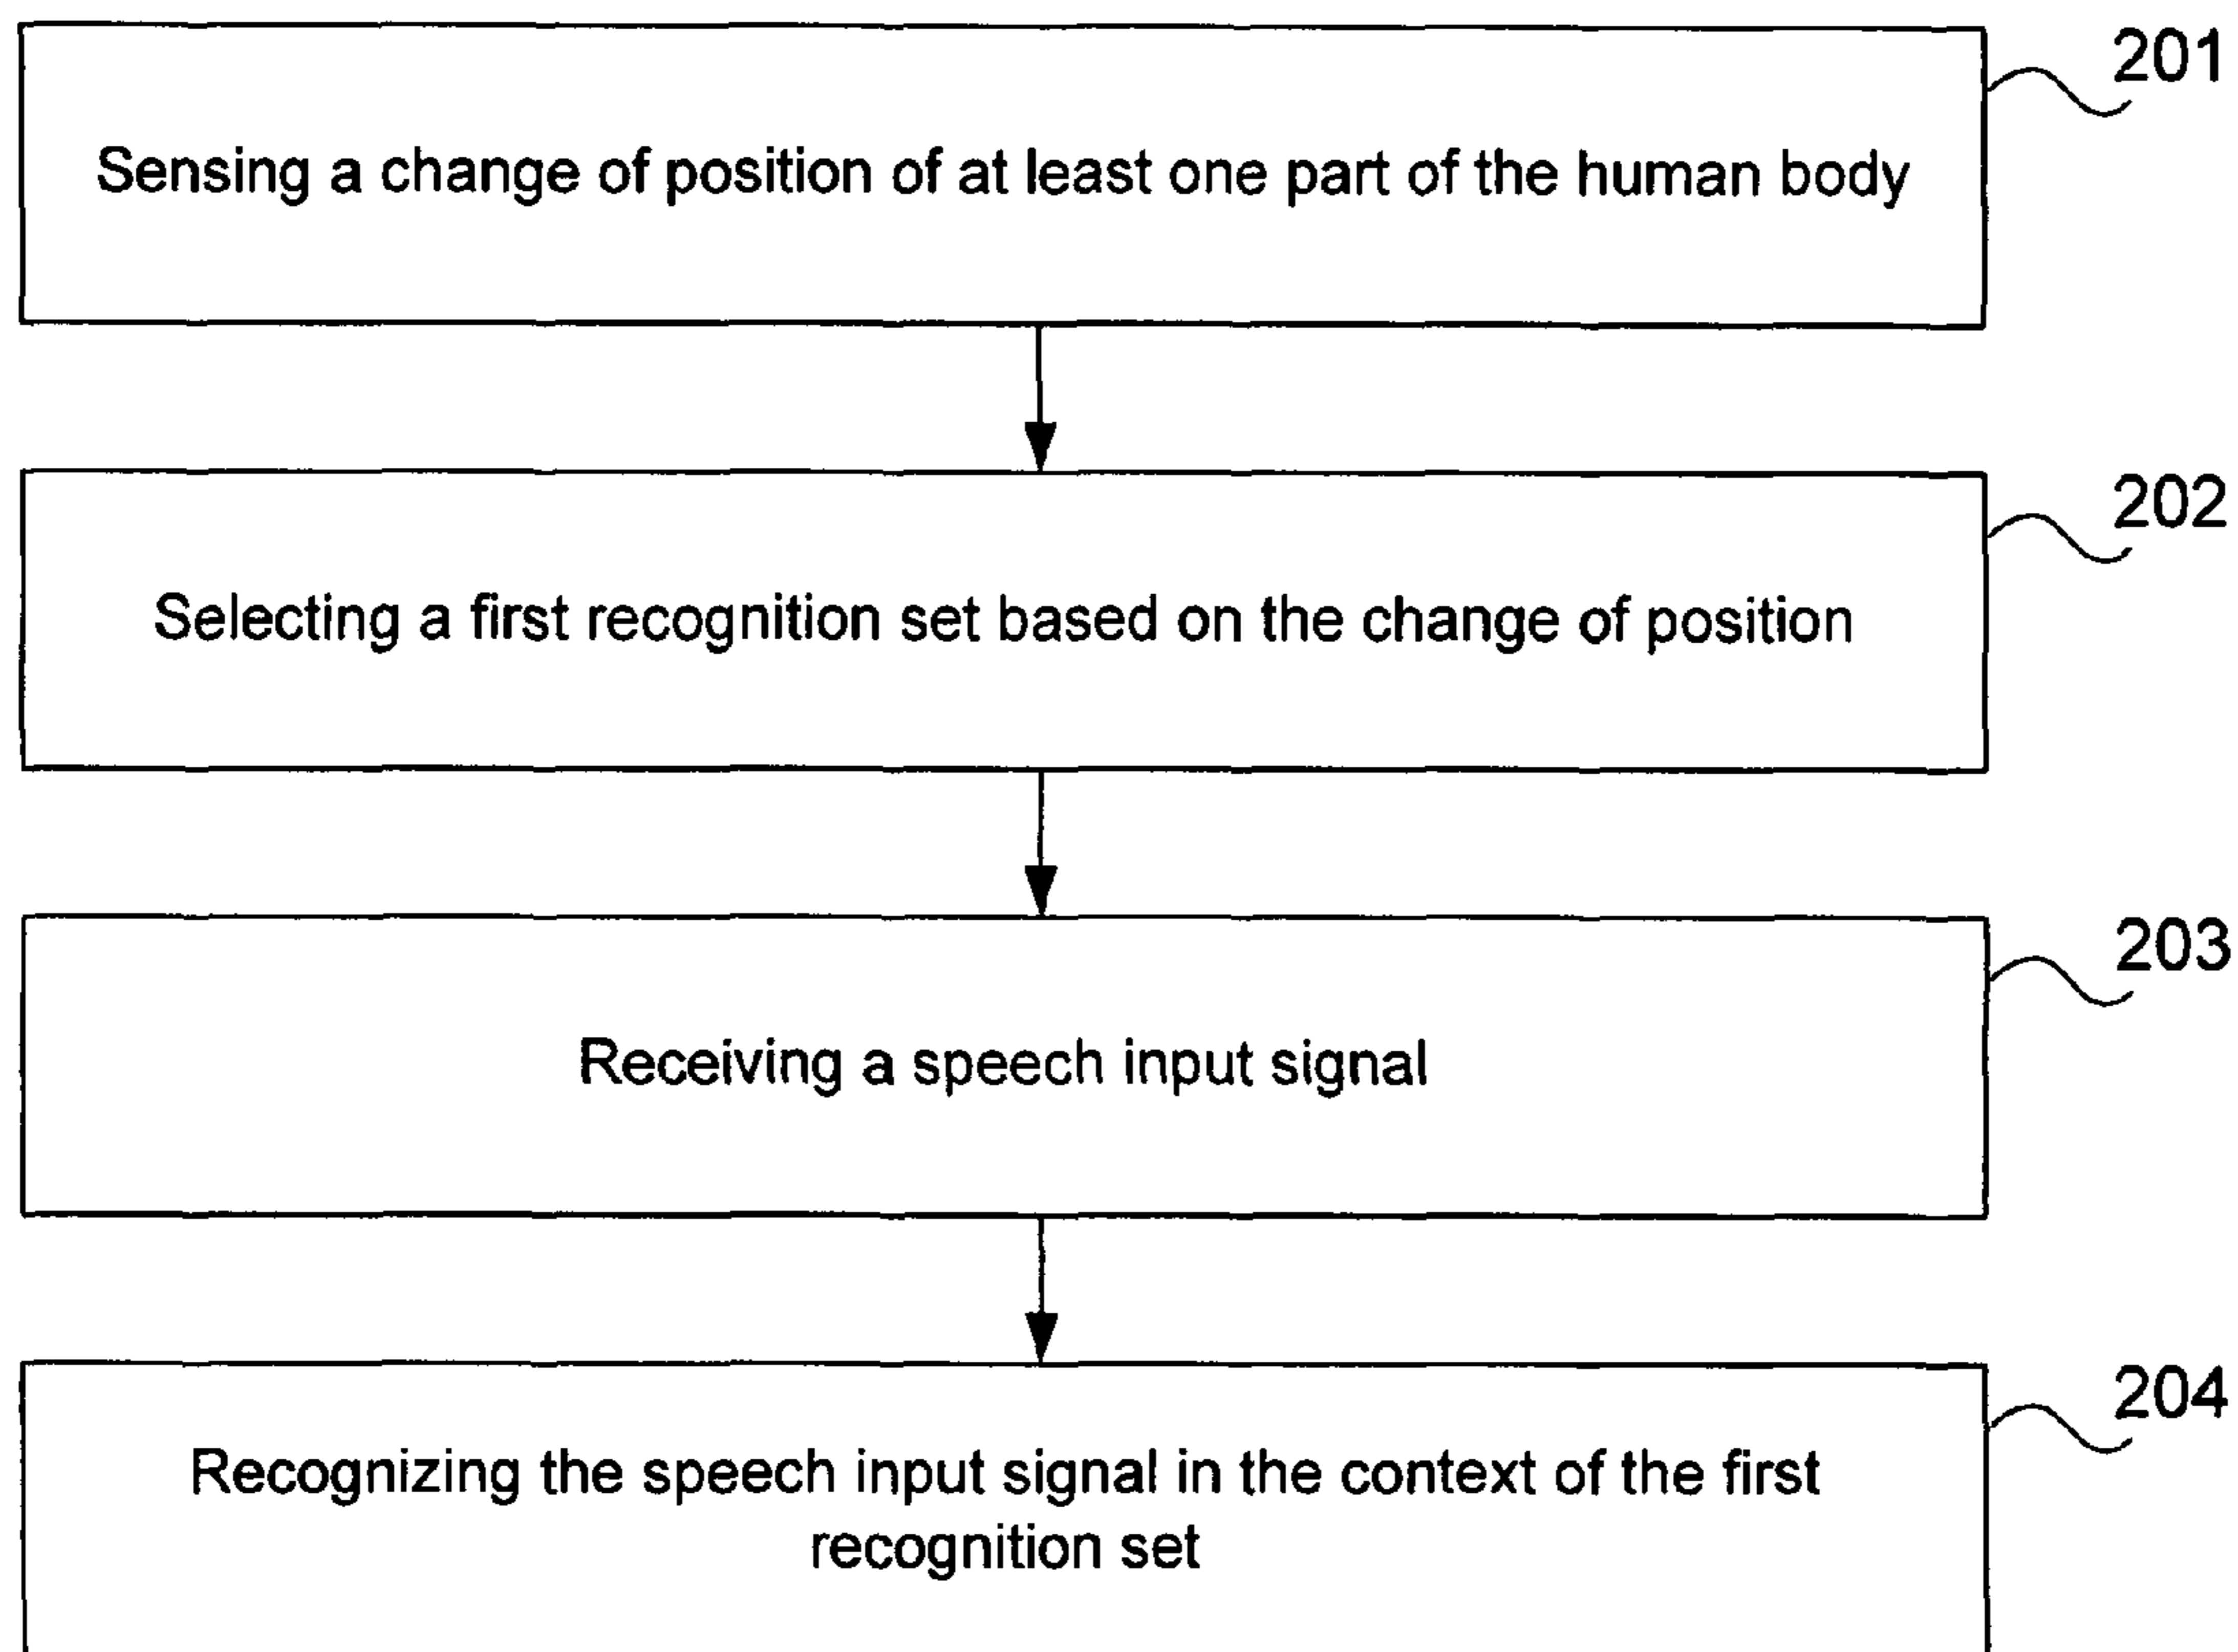 201
Sensing a change of position of at least one part of the human body
202
Selecting a first recognition set based on the change of position
203
Receiving a speech input signal
204
Recognizing the speech input signal in the context of the first
recognition set